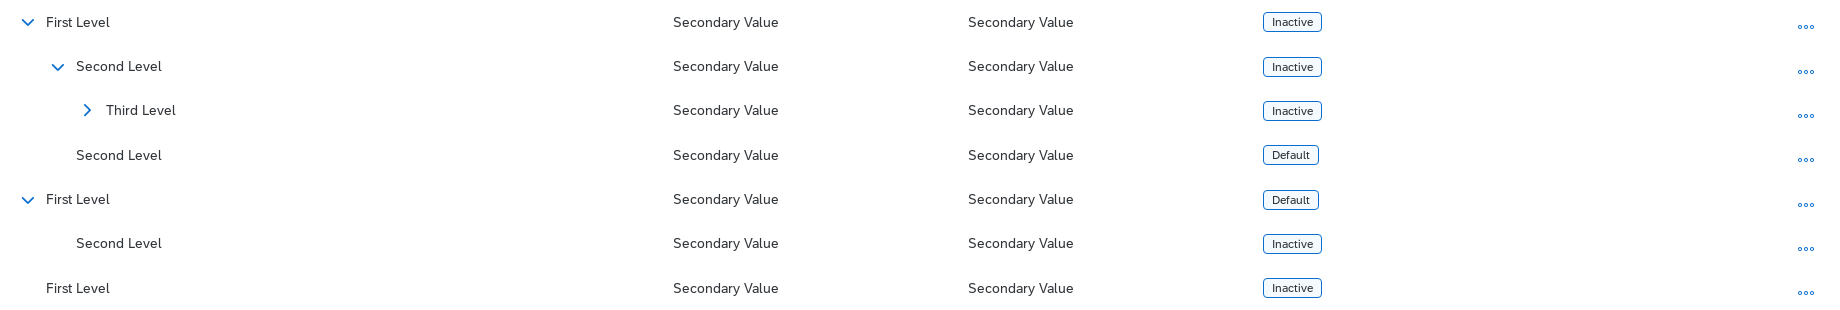 First Level Secondary Value Secondary Value Inactive
Second Level Secondary Value Secondary Value Inactive
Third Level Secondary Value Secondary Value Inactive
Second Level Secondary Value Secondary Value Default
First Level Secondary Value Secondary Value Default
Second Level Secondary Value Secondary Value Inactive
First Level Secondary Value Secondary Value Inactive